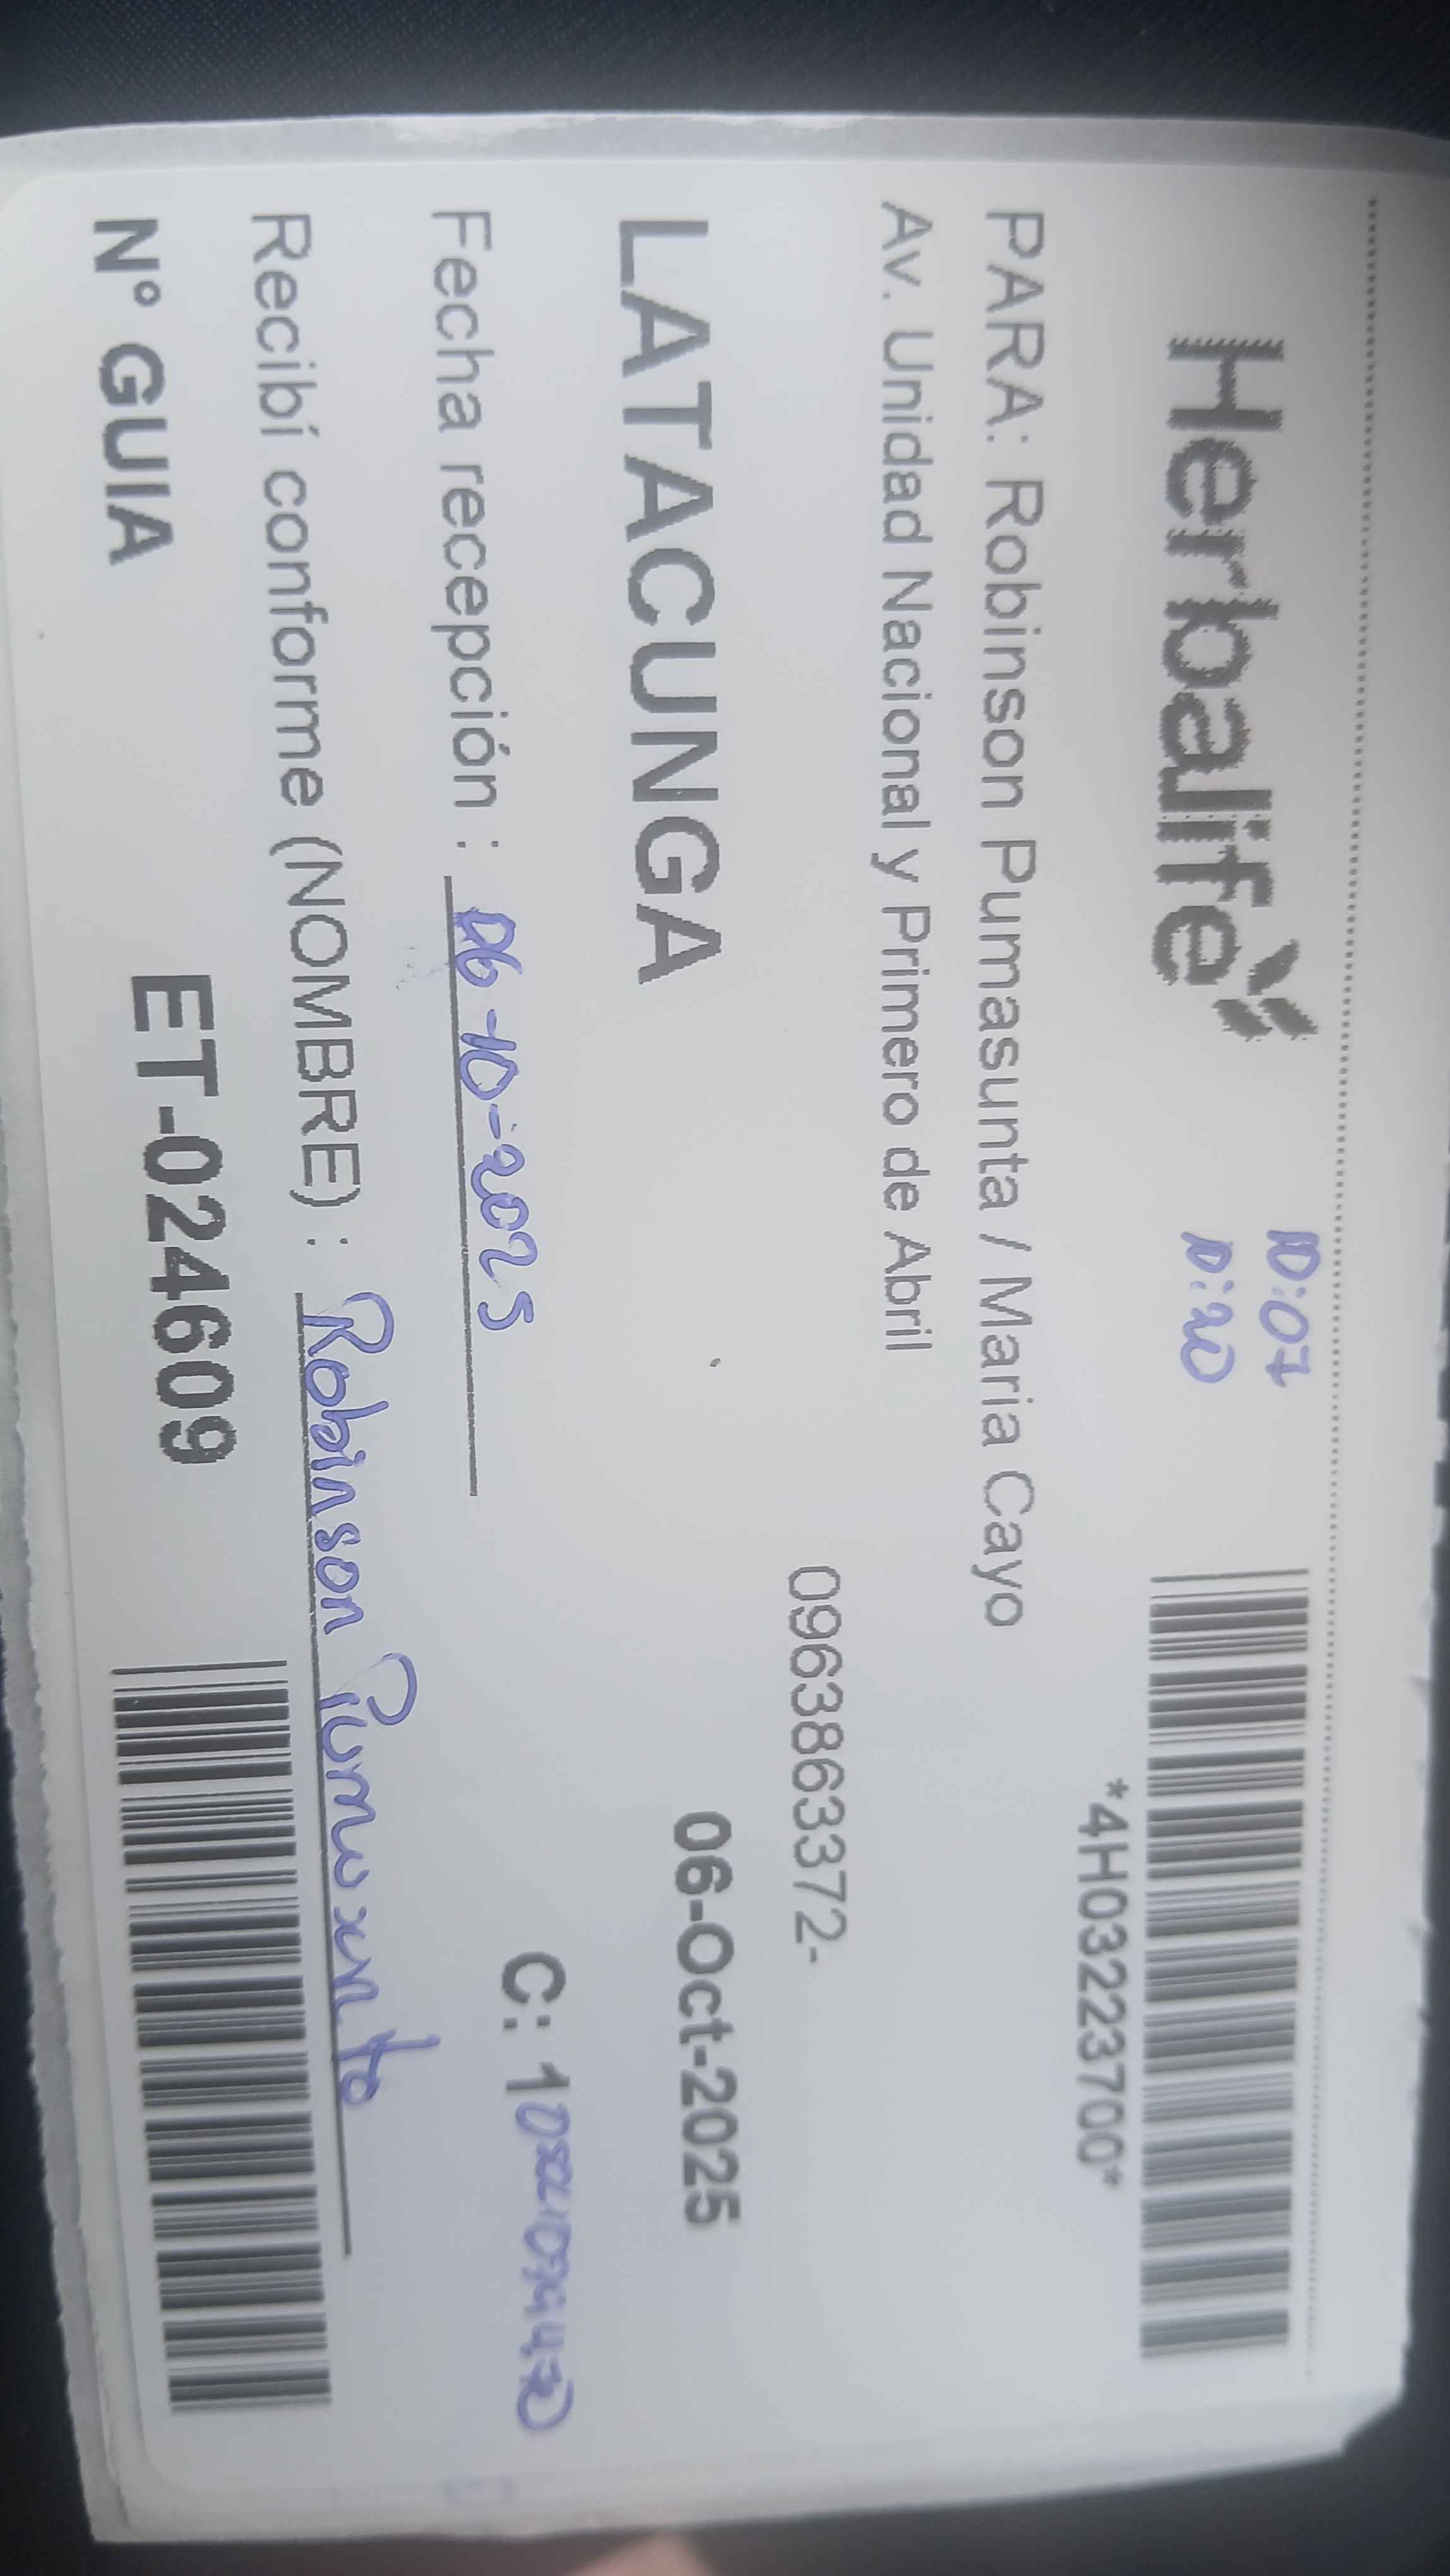 Herbalife
10:07
10:20
*4H03223700*
PARA: Robinson Pumasunta / Maria Cayo
Av. Unidad Nacional y Primero de Abril
0963863372-
LATACUNGA
06-Oct-2025
Fecha recepción : 06-10-2025
C: 1
Recibí conforme (NOMBRE) : Robinson Pumasunta
N° GUIA ET-024609